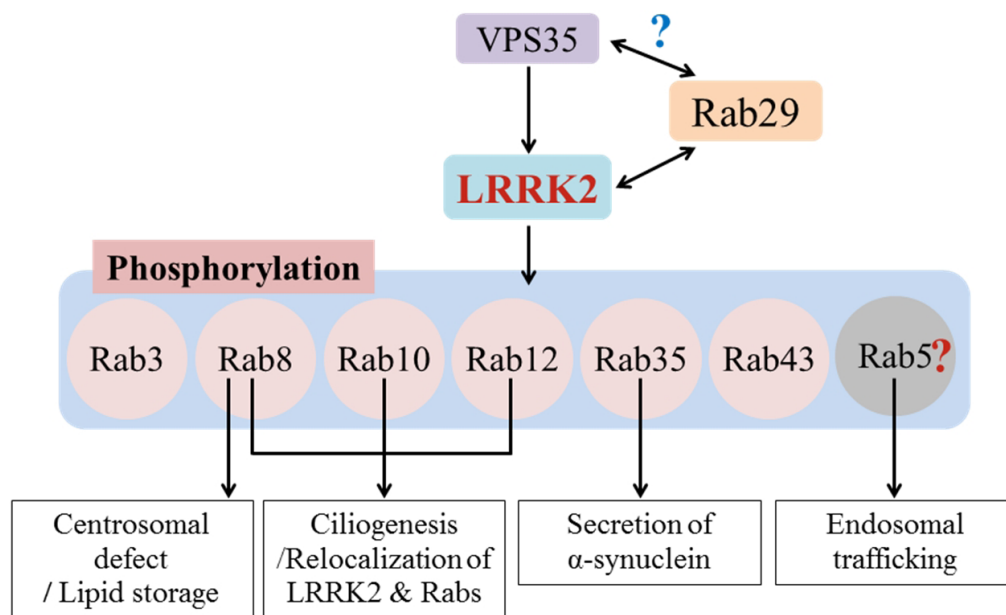 VPS35
?
Rab29
LRRK2
Phosphorylation
Rab3
Rab8
Rab10
Rab12
Rab35
Rab43
Rab5?
Centrosomal
defect
/ Lipid storage
Ciliogenesis
/Relocalization of
LRRK2 & Rabs
Secretion of
α-synuclein
Endosomal
trafficking